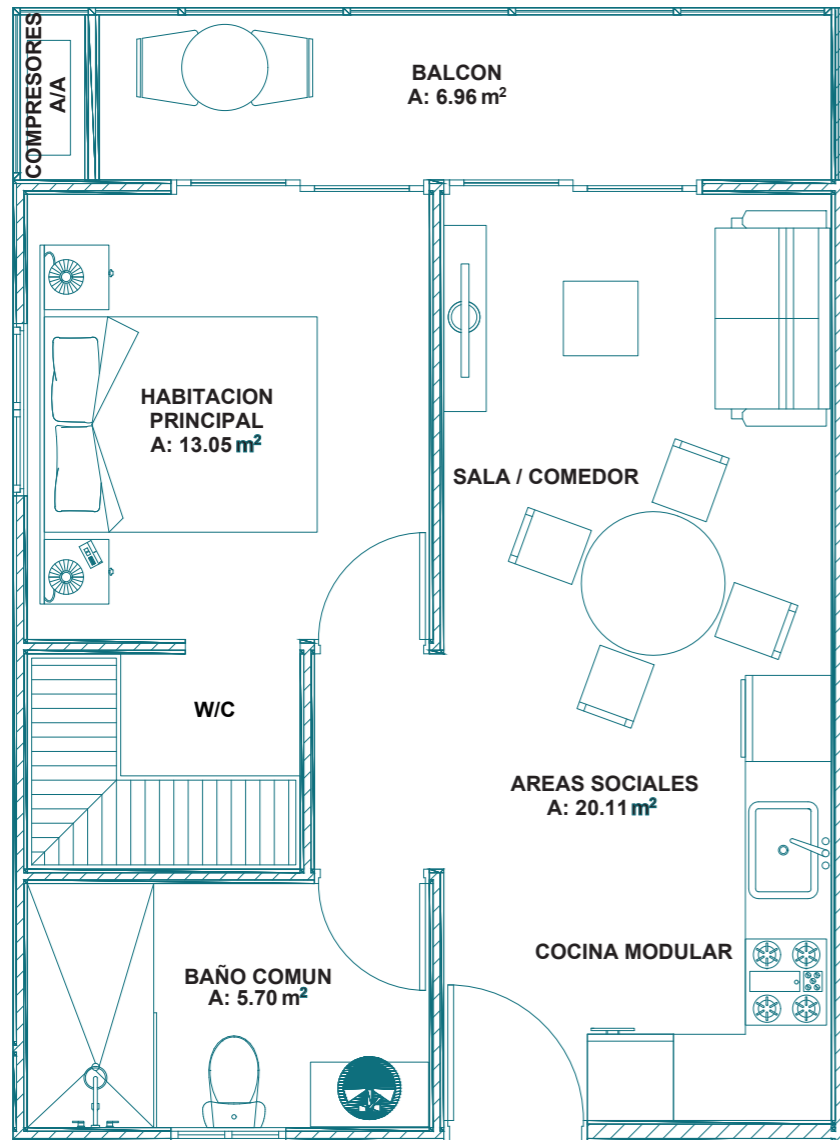 COMPRESORES
A/A
BALCON
A: 6.96 m²
HABITACION
PRINCIPAL
A: 13.05 m²
SALA / COMEDOR
W/C
AREAS SOCIALES
A: 20.11 m²
COCINA MODULAR
BAÑO COMUN
A: 5.70 m²